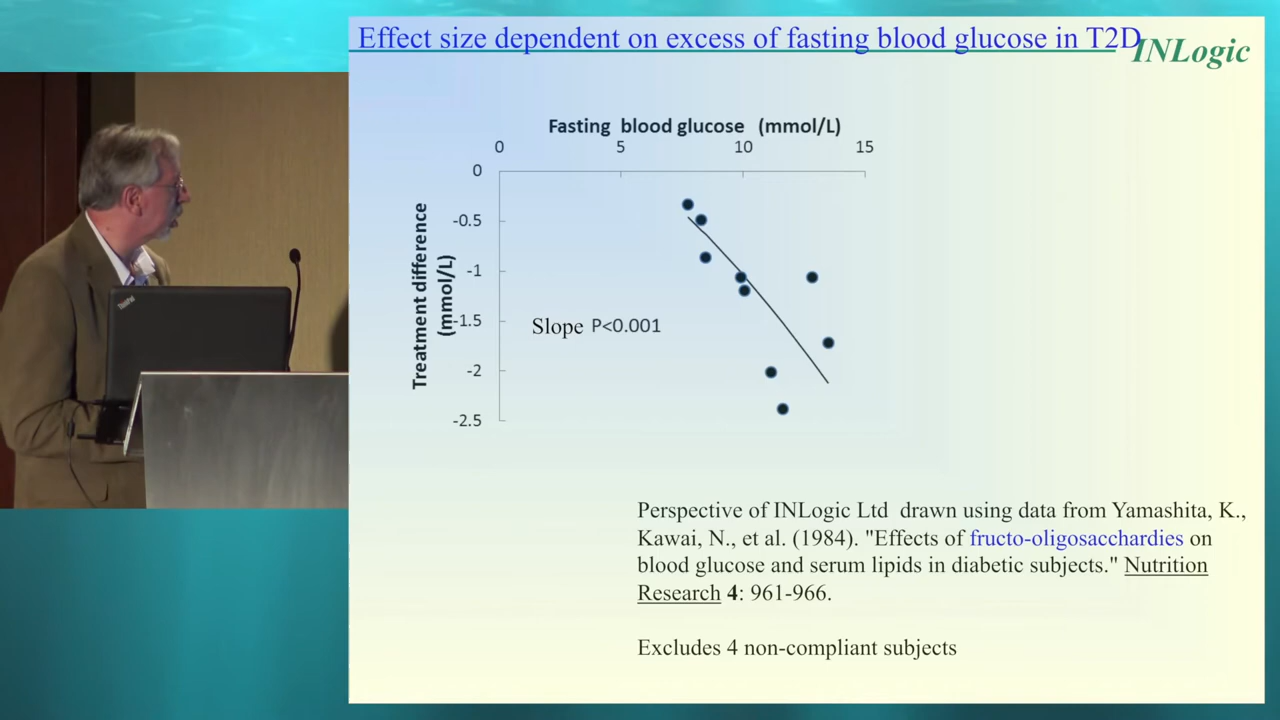 Effect size dependent on excess of fasting blood glucose in T2D
INLogic
Fasting blood glucose (mmol/L)
0 5 10 15
0
-0.5
-1
-1.5
-2
-2.5
Treatment difference
(mmol/L)
Slope P<0.001
ThinkPad
Perspective of INLogic Ltd drawn using data from Yamashita, K.,
Kawai, N., et al. (1984). "Effects of fructo-oligosacchardies on
blood glucose and serum lipids in diabetic subjects." Nutrition
Research 4: 961-966.
Excludes 4 non-compliant subjects